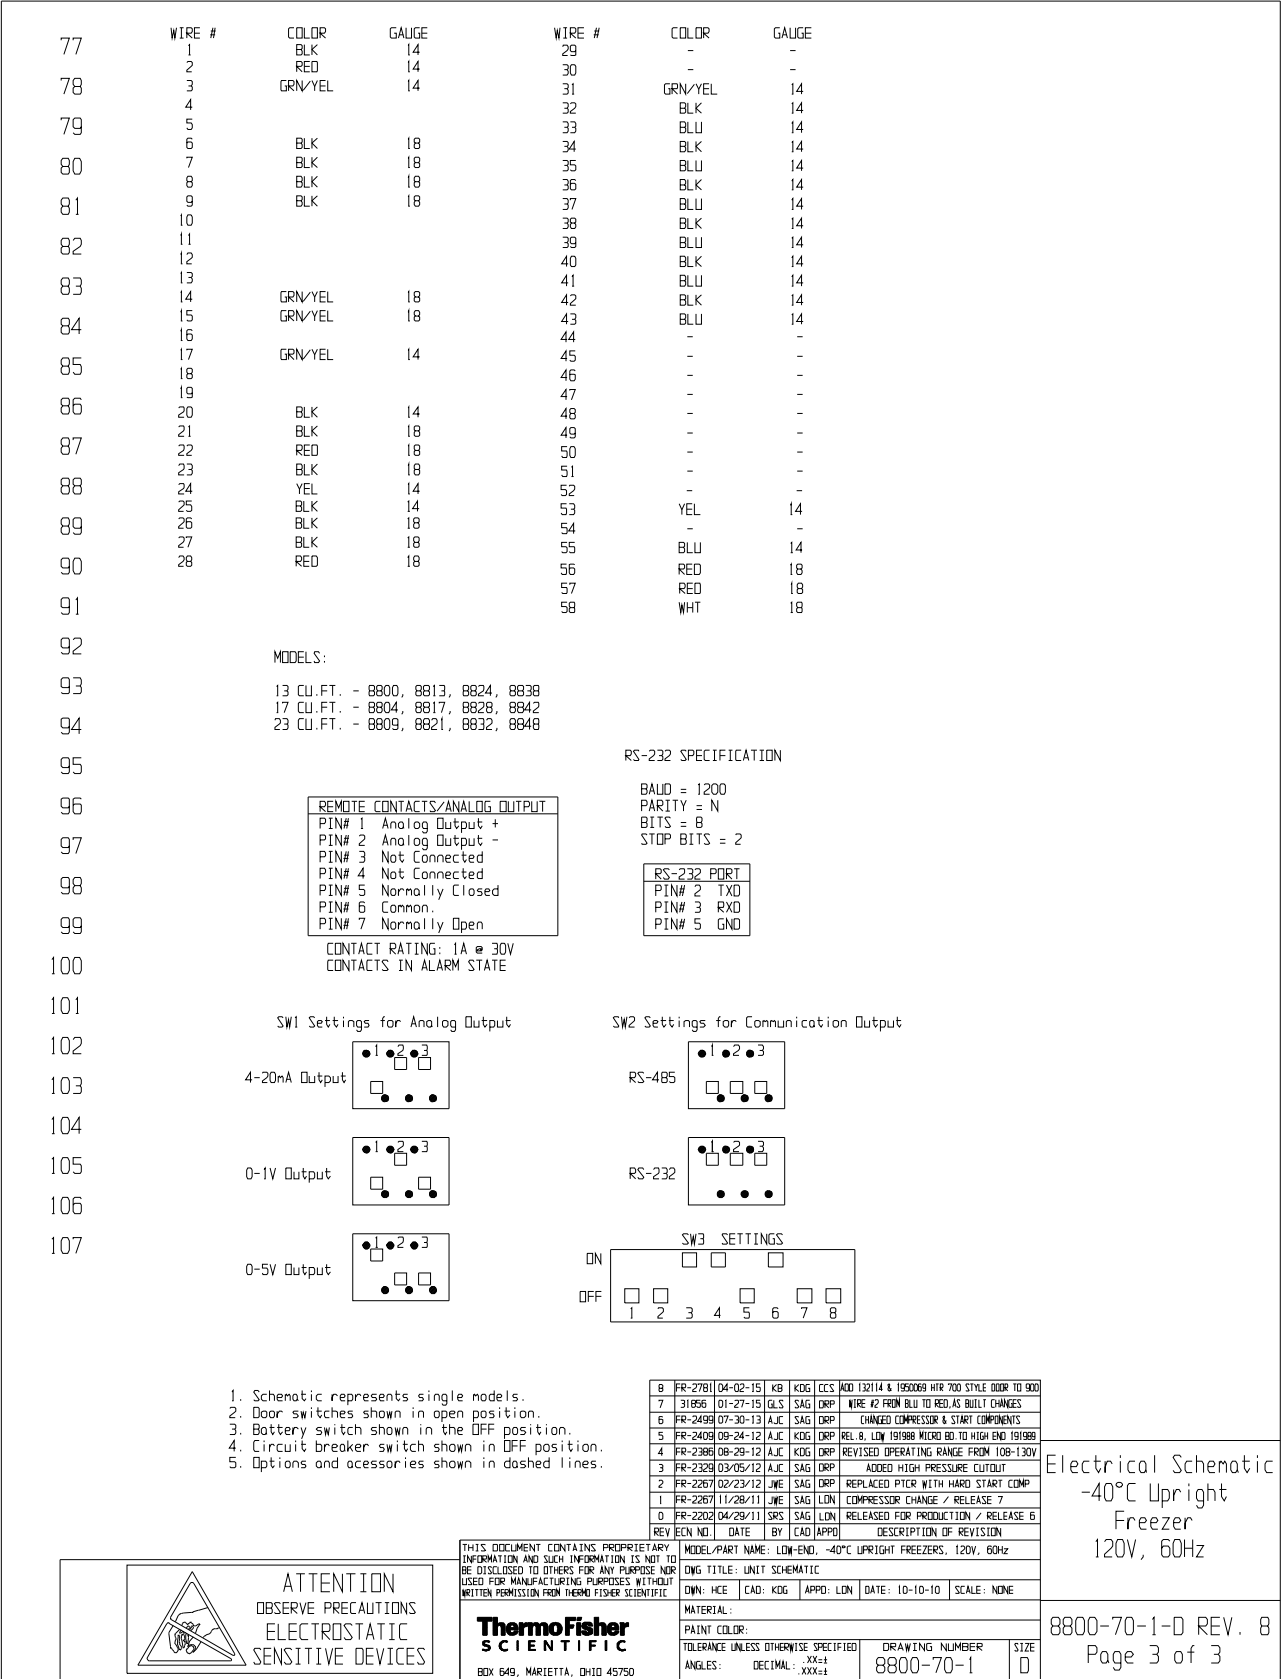 77
78
79
80
81
82
83
84
85
86
87
88
89
90
91
92
93
94
95
96
97
98
99
100
101
102
103
104
105
106
107
WIRE # COLOR GAUGE
1 BLK 14
2 RED 14
3 GRN/YEL 14
4
5
6 BLK 18
7 BLK 18
8 BLK 18
9 BLK 18
10
11
12
13
14 GRN/YEL 18
15 GRN/YEL 18
16
17 GRN/YEL 14
18
19
20 BLK 14
21 BLK 18
22 RED 18
23 BLK 18
24 YEL 14
25 BLK 14
26 BLK 18
27 BLK 18
28 RED 18
WIRE # COLOR GAUGE
29 - -
30 - -
31 GRN/YEL 14
32 BLK 14
33 BLU 14
34 BLK 14
35 BLU 14
36 BLK 14
37 BLU 14
38 BLK 14
39 BLU 14
40 BLK 14
41 BLU 14
42 BLK 14
43 BLU 14
44 - -
45 - -
46 - -
47 - -
48 - -
49 - -
50 - -
51 - -
52 - -
53 YEL 14
54 - -
55 BLU 14
56 RED 18
57 RED 18
58 WHT 18
MODELS:
13 CU.FT. - 8800, 8813, 8824, 8838
17 CU.FT. - 8804, 8817, 8828, 8842
23 CU.FT. - 8809, 8821, 8832, 8848
RS-232 SPECIFICATION
BAUD = 1200
PARITY = N
BITS = 8
STOP BITS = 2
REMOTE CONTACTS/ANALOG OUTPUT
PIN# 1 Analog Output +
PIN# 2 Analog Output -
PIN# 3 Not Connected
PIN# 4 Not Connected
PIN# 5 Normally Closed
PIN# 6 Common.
PIN# 7 Normally Open
CONTACT RATING: 1A @ 30V
CONTACTS IN ALARM STATE
RS-232 PORT
PIN# 2 TXD
PIN# 3 RXD
PIN# 5 GND
SW1 Settings for Analog Output
1 2 3
4-20mA Output
1 2 3
0-1V Output
1 2 3
0-5V Output
SW2 Settings for Communication Output
1 2 3
RS-485
1 2 3
RS-232
SW3 SETTINGS
ON
OFF
1 2 3 4 5 6 7 8
1. Schematic represents single models.
2. Door switches shown in open position.
3. Battery switch shown in the OFF position.
4. Circuit breaker switch shown in OFF position.
5. Options and acessories shown in dashed lines.
8 FR-2781 04-02-15 KB KDG CCS ADD 132114 & 1950069 HTR 700 STYLE DOOR TO 900
7 31856 01-27-15 GLS SAG DRP WIRE #2 FROM BLU TO RED,AS BUILT CHANGES
6 FR-2499 07-30-13 AJC SAG DRP CHANGED COMPRESSOR & START COMPONENTS
5 FR-2409 09-24-12 AJC KDG DRP REL.8, LOW 191988 MICRO BD.TO HIGH END 191989
4 FR-2386 08-29-12 AJC KDG DRP REVISED OPERATING RANGE FROM 108-130V
3 FR-2329 03/05/12 AJC SAG DRP ADDED HIGH PRESSURE CUTOUT
2 FR-2267 02/23/12 JWE SAG DRP REPLACED PTCR WITH HARD START COMP
1 FR-2267 11/28/11 JWE SAG LDN COMPRESSOR CHANGE / RELEASE 7
0 FR-2202 04/29/11 SRS SAG LDN RELEASED FOR PRODUCTION / RELEASE 6
REV ECN NO. DATE BY CAD APPD DESCRIPTION OF REVISION
Electrical Schematic
-40°C Upright
Freezer
120V, 60Hz
THIS DOCUMENT CONTAINS PROPRIETARY
INFORMATION AND SUCH INFORMATION IS NOT TO
BE DISCLOSED TO OTHERS FOR ANY PURPOSE NOR
USED FOR MANUFACTURING PURPOSES WITHOUT
WRITTEN PERMISSION FROM THERMO FISHER SCIENTIFIC
MODEL/PART NAME: LOW-END, -40°C UPRIGHT FREEZERS, 120V, 60Hz
DWG TITLE: UNIT SCHEMATIC
DWN: HCE CAD: KDG APPD: LDN DATE: 10-10-10 SCALE: NONE
MATERIAL:
PAINT COLOR:
TOLERANCE UNLESS OTHERWISE SPECIFIED
ANGLES: DECIMAL: .XX=±
.XXX=±
DRAWING NUMBER
8800-70-1
SIZE
D
ATTENTION
OBSERVE PRECAUTIONS
ELECTROSTATIC
SENSITIVE DEVICES
ThermoFisher
SCIENTIFIC
BOX 649, MARIETTA, OHIO 45750
8800-70-1-D REV. 8
Page 3 of 3